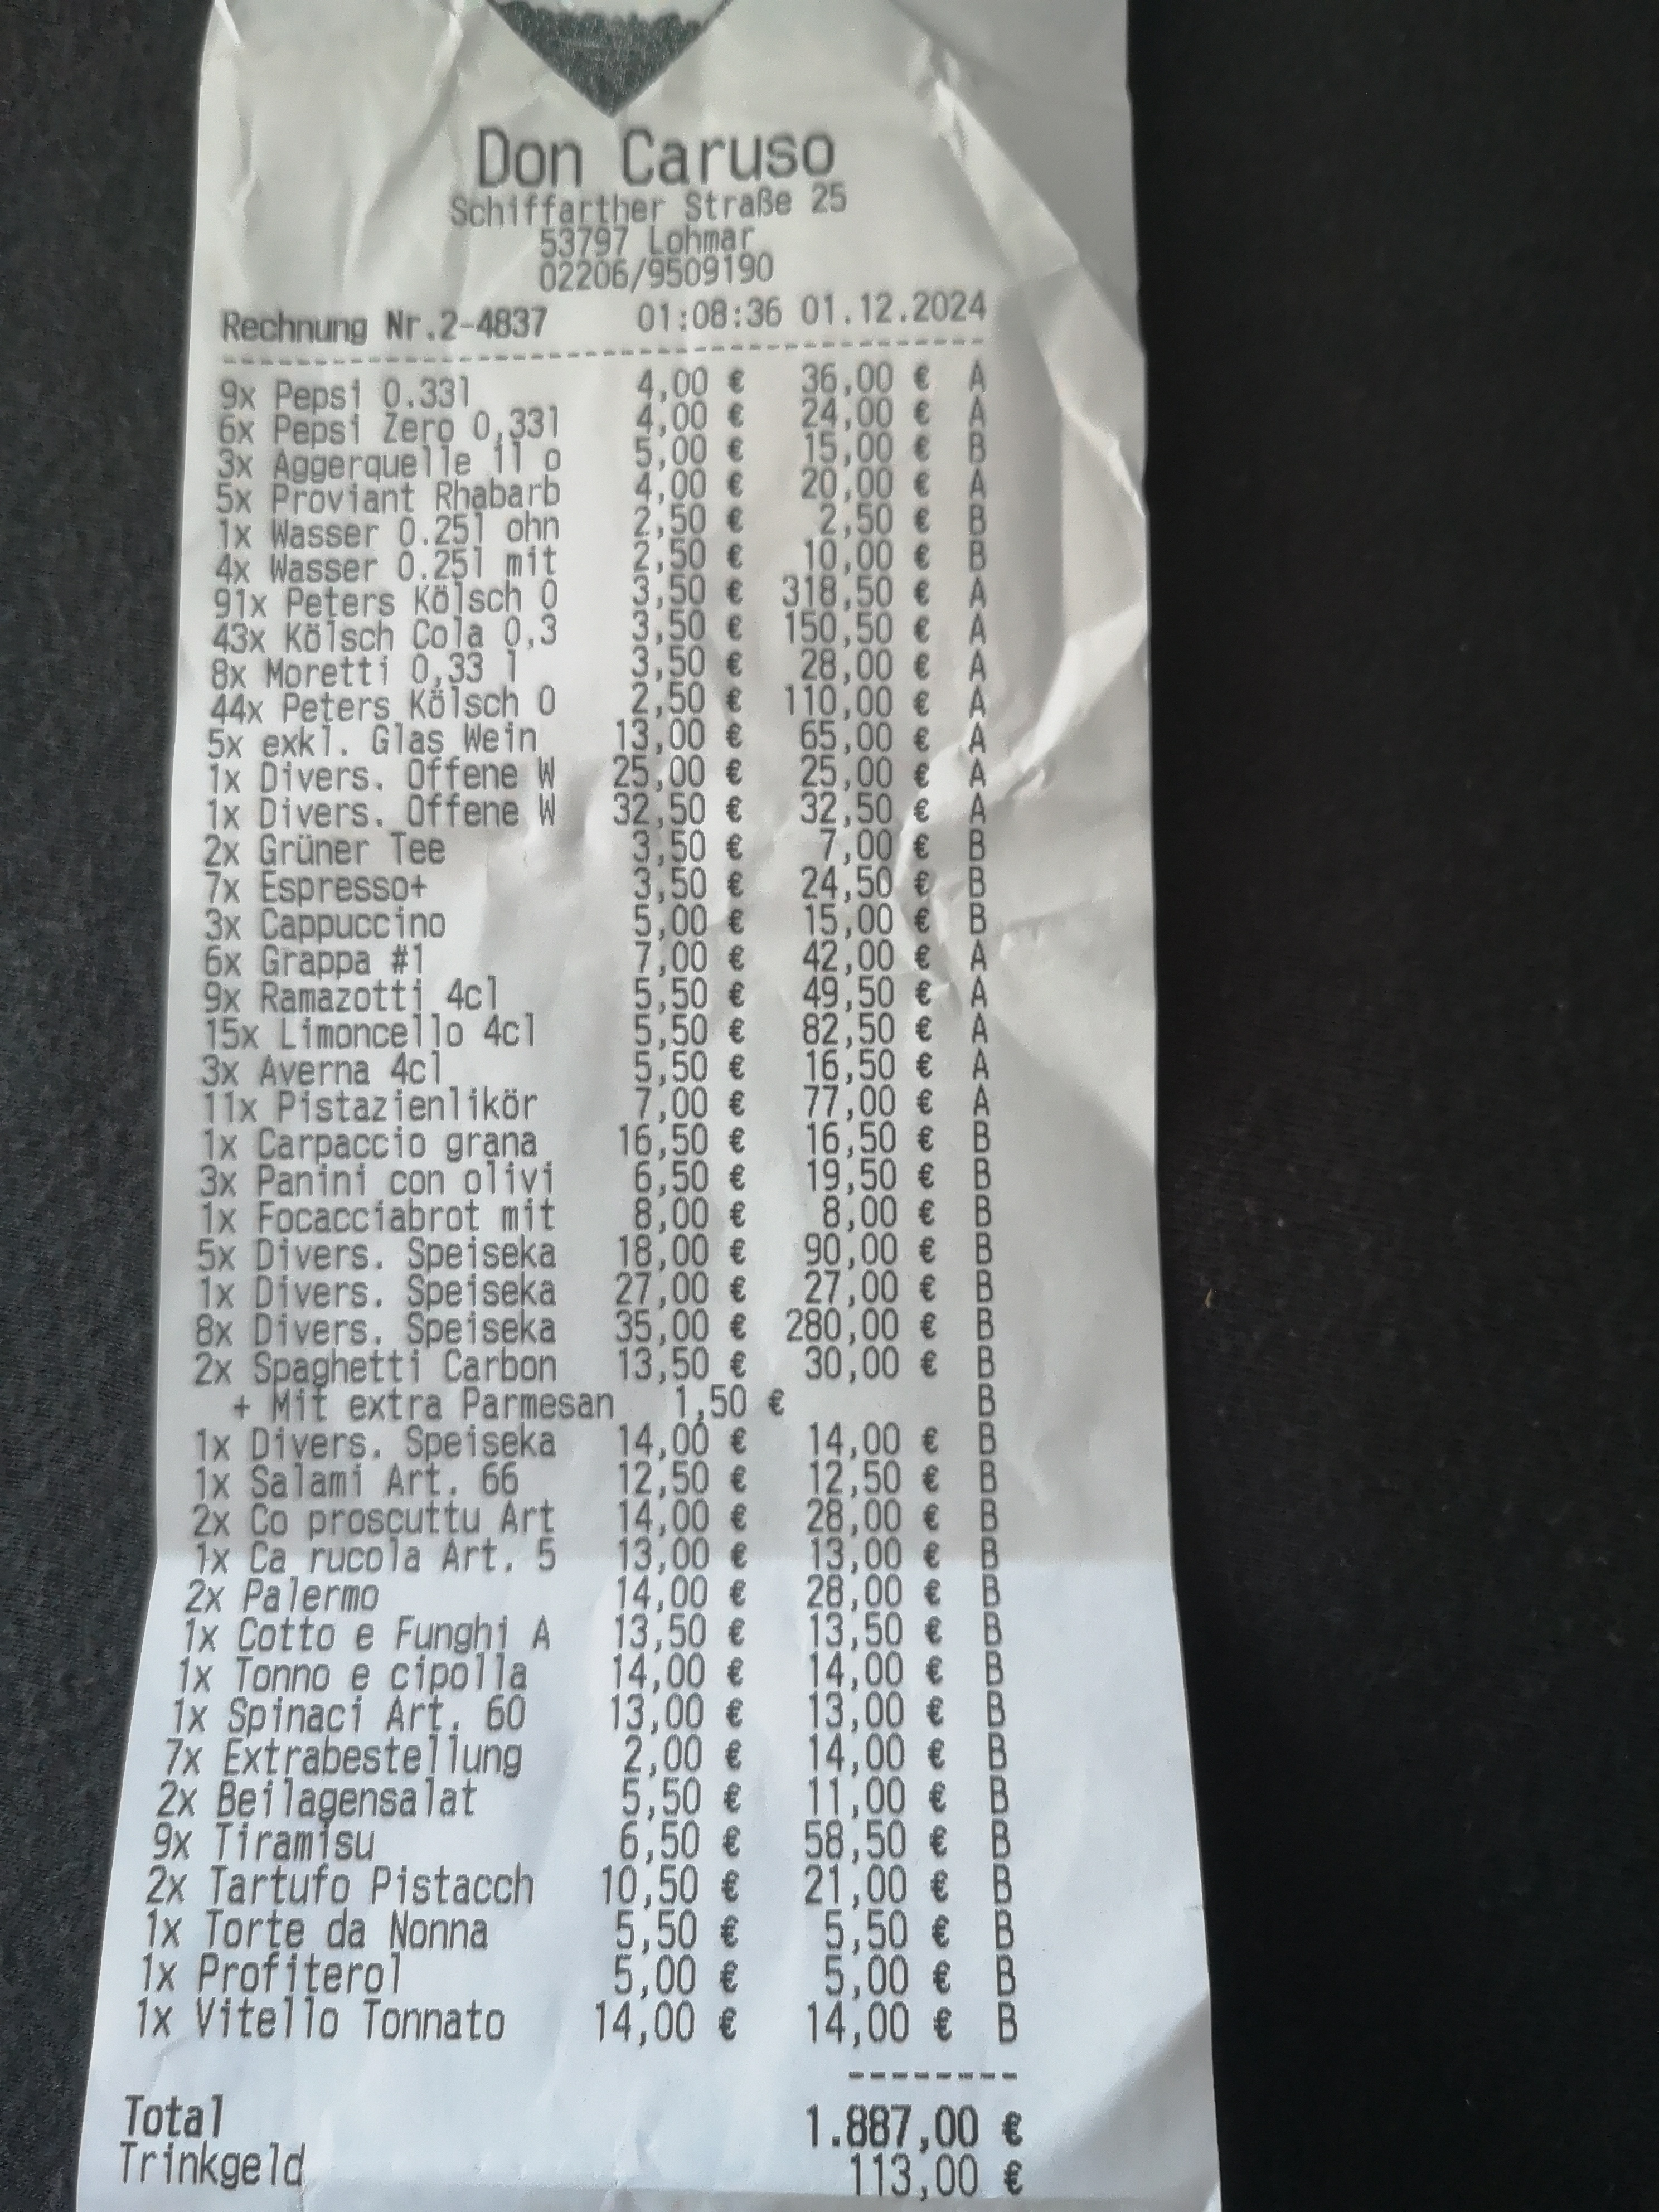 Don Caruso
Schiffarther Straße 25
53797 Lohmar
02206/9509190
Rechnung Nr.2-4837 01:08:36 01.12.2024
9x Pepsi 0.33l 4,00 € 36,00 € A
6x Pepsi Zero 0,33l 4,00 € 24,00 € A
3x Aggerquelle 1l o 5,00 € 15,00 € B
5x Proviant Rhabarb 4,00 € 20,00 € A
1x Wasser 0.25l ohn 2,50 € 2,50 € B
4x Wasser 0.25l mit 2,50 € 10,00 € B
91x Peters Kölsch 0 3,50 € 318,50 € A
43x Kölsch Cola 0,3 3,50 € 150,50 € A
8x Moretti 0,33 l 3,50 € 28,00 € A
44x Peters Kölsch 0 2,50 € 110,00 € A
5x exkl. Glas Wein 13,00 € 65,00 € A
1x Divers. Offene W 25,00 € 25,00 € A
1x Divers. Offene W 32,50 € 32,50 € A
2x Grüner Tee 3,50 € 7,00 € B
7x Espresso+ 3,50 € 24,50 € B
3x Cappuccino 5,00 € 15,00 € B
6x Grappa #1 7,00 € 42,00 € A
9x Ramazotti 4cl 5,50 € 49,50 € A
15x Limoncello 4cl 5,50 € 82,50 € A
3x Averna 4cl 5,50 € 16,50 € A
11x Pistazienlikör 7,00 € 77,00 € A
1x Carpaccio grana 16,50 € 16,50 € B
3x Panini con olivi 6,50 € 19,50 € B
1x Focacciabrot mit 8,00 € 8,00 € B
5x Divers. Speiseka 18,00 € 90,00 € B
1x Divers. Speiseka 27,00 € 27,00 € B
8x Divers. Speiseka 35,00 € 280,00 € B
2x Spaghetti Carbon 13,50 € 30,00 € B
+ Mit extra Parmesan 1,50 € B
1x Divers. Speiseka 14,00 € 14,00 € B
1x Salami Art. 66 12,50 € 12,50 € B
2x Co proscuttu Art 14,00 € 28,00 € B
1x Ca rucola Art. 5 13,00 € 13,00 € B
2x Palermo 14,00 € 28,00 € B
1x Cotto e Funghi A 13,50 € 13,50 € B
1x Tonno e cipolla 14,00 € 14,00 € B
1x Spinaci Art. 60 13,00 € 13,00 € B
7x Extrabestellung 2,00 € 14,00 € B
2x Beilagensalat 5,50 € 11,00 € B
9x Tiramisu 6,50 € 58,50 € B
2x Tartufo Pistacch 10,50 € 21,00 € B
1x Torte da Nonna 5,50 € 5,50 € B
1x Profiterol 5,00 € 5,00 € B
1x Vitello Tonnato 14,00 € 14,00 € B
Total 1.887,00 €
Trinkgeld 113,00 €